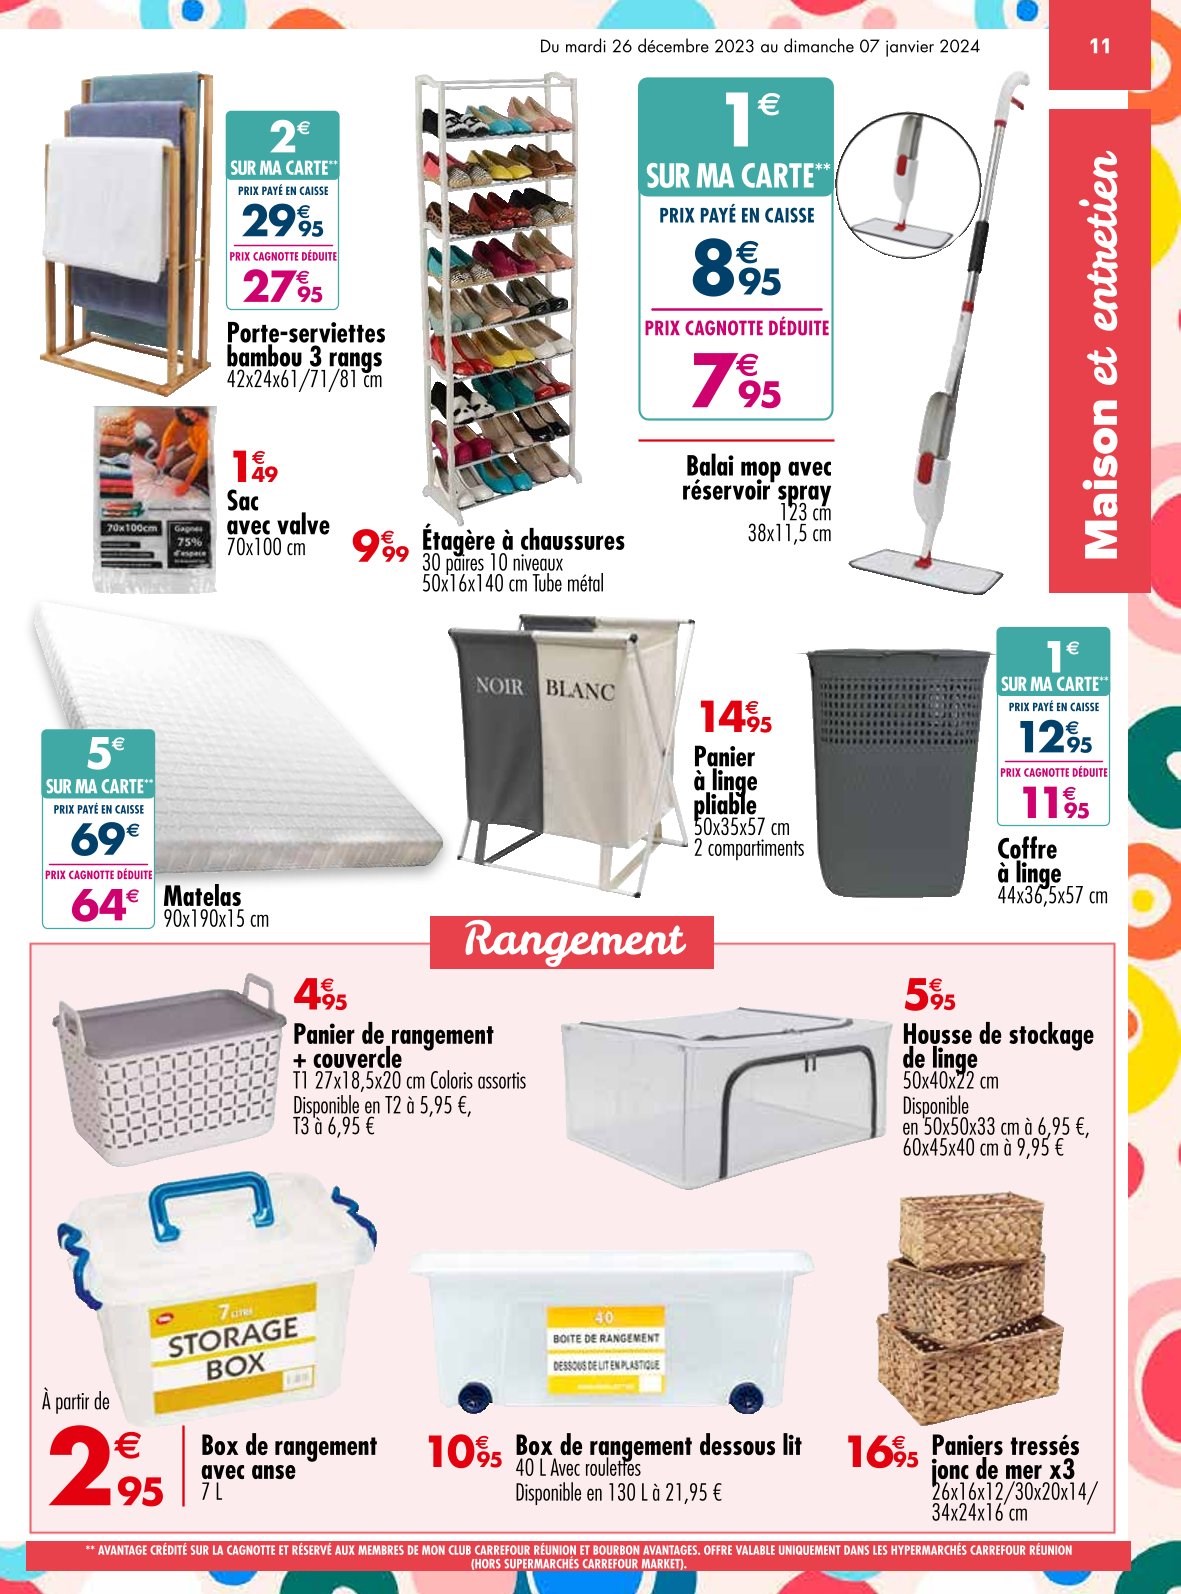 Du mardi 26 décembre 2023 au dimanche 07 janvier 2024
11
Maison et entretien
2€
SUR MA CARTE**
PRIX PAYÉ EN CAISSE
29€95
PRIX CAGNOTTE DÉDUITE
27€95
Porte-serviettes
bambou 3 rangs
42x24x61/71/81 cm
1€
SUR MA CARTE**
PRIX PAYÉ EN CAISSE
8€95
PRIX CAGNOTTE DÉDUITE
7€95
Balai mop avec
réservoir spray
123 cm
38x11,5 cm
70x100cm
Gagnez
75%
d'espace
1€49
Sac
avec valve
70x100 cm
9€99
Étagère à chaussures
30 paires 10 niveaux
50x16x140 cm Tube métal
5€
SUR MA CARTE**
PRIX PAYÉ EN CAISSE
69€
PRIX CAGNOTTE DÉDUITE
64€
Matelas
90x190x15 cm
NOIR BLANC
14€95
Panier
à linge
pliable
50x35x57 cm
2 compartiments
1€
SUR MA CARTE**
PRIX PAYÉ EN CAISSE
12€95
PRIX CAGNOTTE DÉDUITE
11€95
Coffre
à linge
44x36,5x57 cm
Rangement
4€95
Panier de rangement
+ couvercle
T1 27x18,5x20 cm Coloris assortis
Disponible en T2 à 5,95 €,
T3 à 6,95 €
5€95
Housse de stockage
de linge
50x40x22 cm
Disponible
en 50x50x33 cm à 6,95 €,
60x45x40 cm à 9,95 €
7 LITRE
STORAGE
BOX
À partir de
2€95
Box de rangement
avec anse
7 L
40
BOITE DE RANGEMENT
DESSOUS DE LIT EN PLASTIQUE
10€95
Box de rangement dessous lit
40 L Avec roulettes
Disponible en 130 L à 21,95 €
16€95
Paniers tressés
jonc de mer x3
26x16x12/30x20x14/
34x24x16 cm
** AVANTAGE CRÉDITÉ SUR LA CAGNOTTE ET RÉSERVÉ AUX MEMBRES DE MON CLUB CARREFOUR RÉUNION ET BOURBON AVANTAGES. OFFRE VALABLE UNIQUEMENT DANS LES HYPERMARCHÉS CARREFOUR RÉUNION
(HORS SUPERMARCHÉS CARREFOUR MARKET).